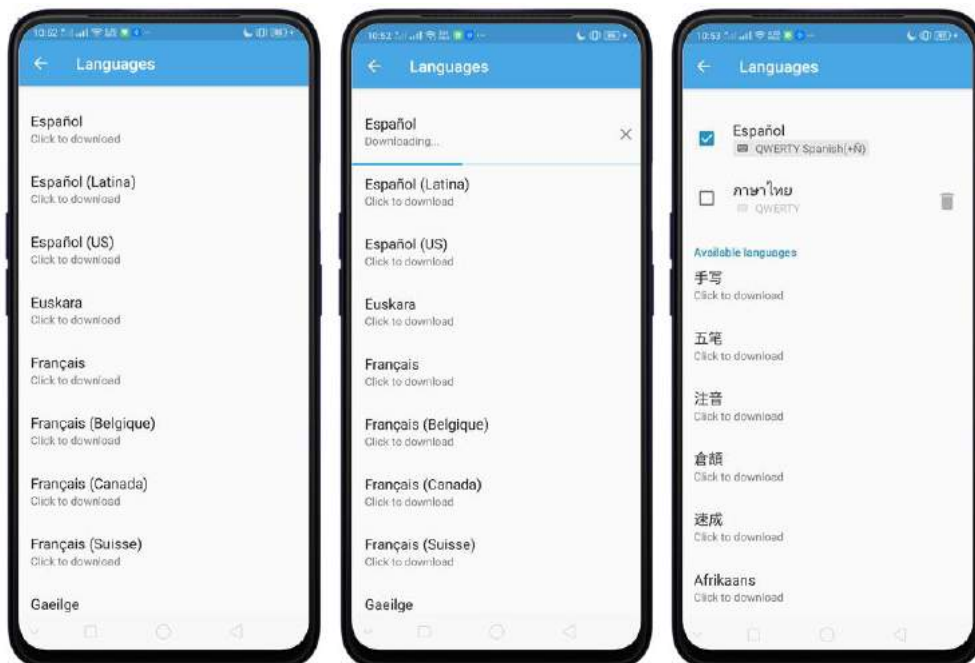 10:52
Languages
Español
Click to download
Español (Latina)
Click to download
Español (US)
Click to download
Euskara
Click to download
Français
Click to download
Français (Belgique)
Click to download
Français (Canada)
Click to download
Français (Suisse)
Click to download
Gaeilge
10:52
Languages
Español
Downloading...
Español (Latina)
Click to download
Español (US)
Click to download
Euskara
Click to download
Français
Click to download
Français (Belgique)
Click to download
Français (Canada)
Click to download
Français (Suisse)
Click to download
Gaeilge
10:53
Languages
Español
QWERTY Spanish(+Ñ)
ภาษาไทย
QWERTY
Available languages
手写
Click to download
五笔
Click to download
注音
Click to download
倉頡
Click to download
速成
Click to download
Afrikaans
Click to download